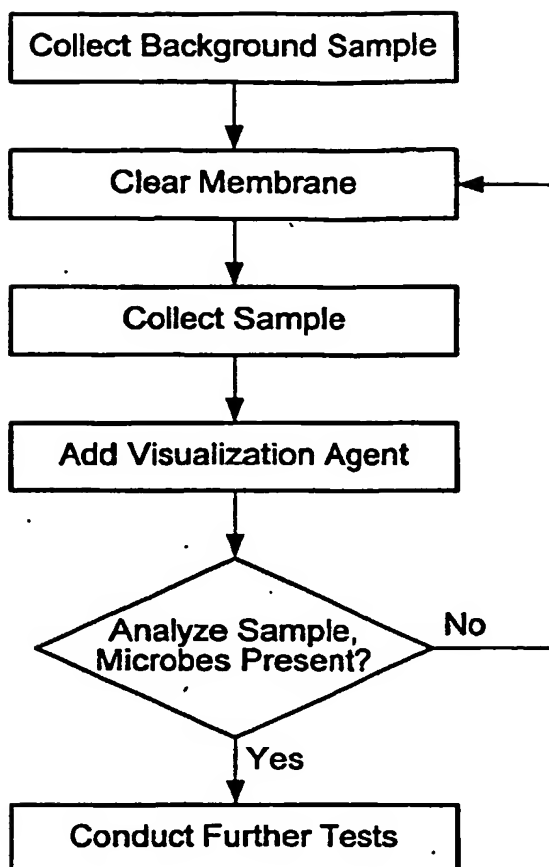 Collect Background Sample
Clear Membrane
Collect Sample
Add Visualization Agent
Analyze Sample,
Microbes Present?
No
Yes
Conduct Further Tests